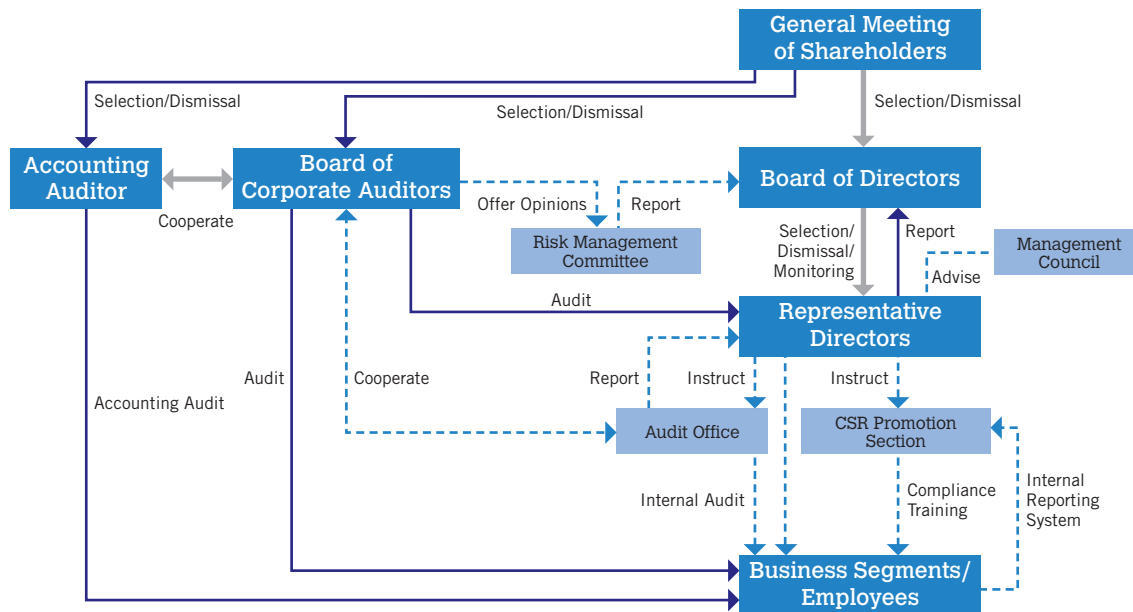 General Meeting
of Shareholders
Selection/Dismissal
Selection/Dismissal
Selection/Dismissal
Accounting
Auditor
Cooperate
Board of
Corporate Auditors
Offer Opinions
Report
Board of Directors
Risk Management
Committee
Selection/
Dismissal/
Monitoring
Report
Management
Council
Advise
Audit
Representative
Directors
Audit
Cooperate
Report
Instruct
Instruct
Accounting Audit
Audit Office
CSR Promotion
Section
Internal Audit
Compliance
Training
Internal
Reporting
System
Business Segments/
Employees